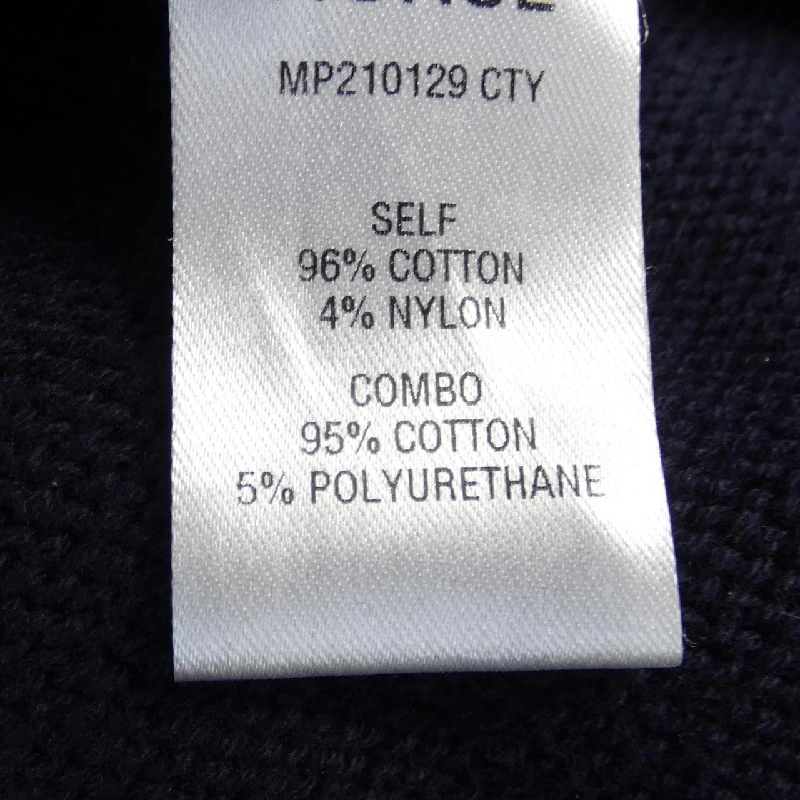 MP210129 CTY
SELF
96% COTTON
4% NYLON
COMBO
95% COTTON
5% POLYURETHANE